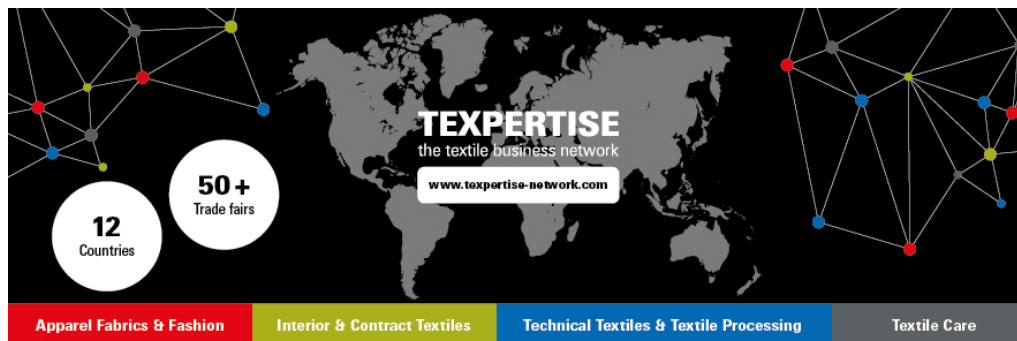 TEXPERTISE
the textile business network
www.texpertise-network.com
50+
Trade fairs
12
Countries
Apparel Fabrics & Fashion
Interior & Contract Textiles
Technical Textiles & Textile Processing
Textile Care